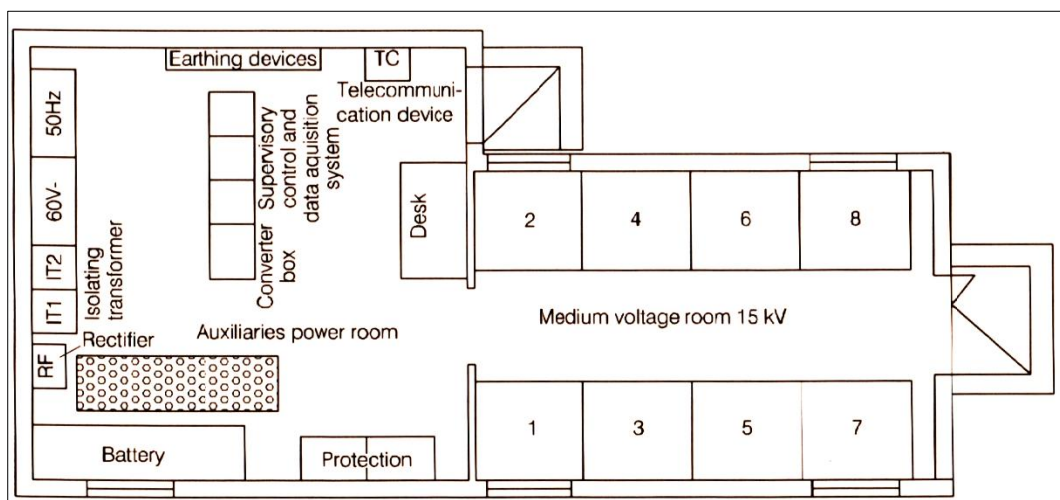 Earthing devices
TC
Telecommuni-
cation device
50Hz
60V-
IT2
IT1
Isolating
transformer
Supervisory
control and
data aquisition
system
Converter
box
Desk
2
4
6
8
Auxiliaries power room
Medium voltage room 15 kV
Rectifier
RF
1
3
5
7
Battery
Protection